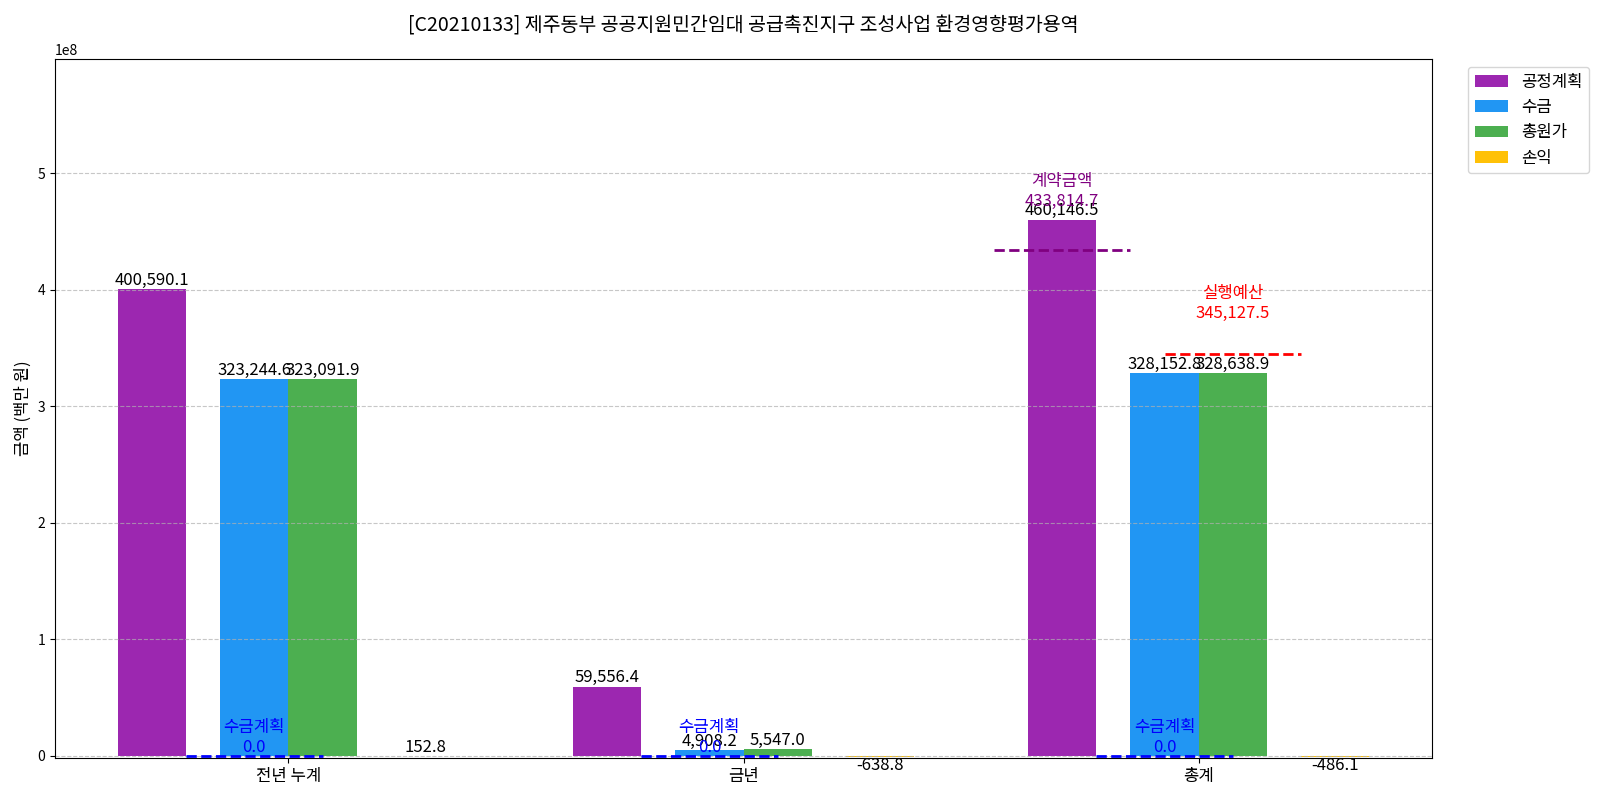 [C20210133] 제주동부 공공지원민간임대 공급촉진지구 조성사업 환경영향평가용역
1e8
금액 (백만 원)
5
4
3
2
1
0
400,590.1
323,244.6
323,091.9
수금계획
0.0
152.8
59,556.4
수금계획
0.0
4,908.2
5,547.0
-638.8
계약금액
433,814.7
460,146.5
실행예산
345,127.5
328,152.8
328,638.9
수금계획
0.0
-486.1
전년 누계
금년
총계
공정계획
수금
총원가
손익